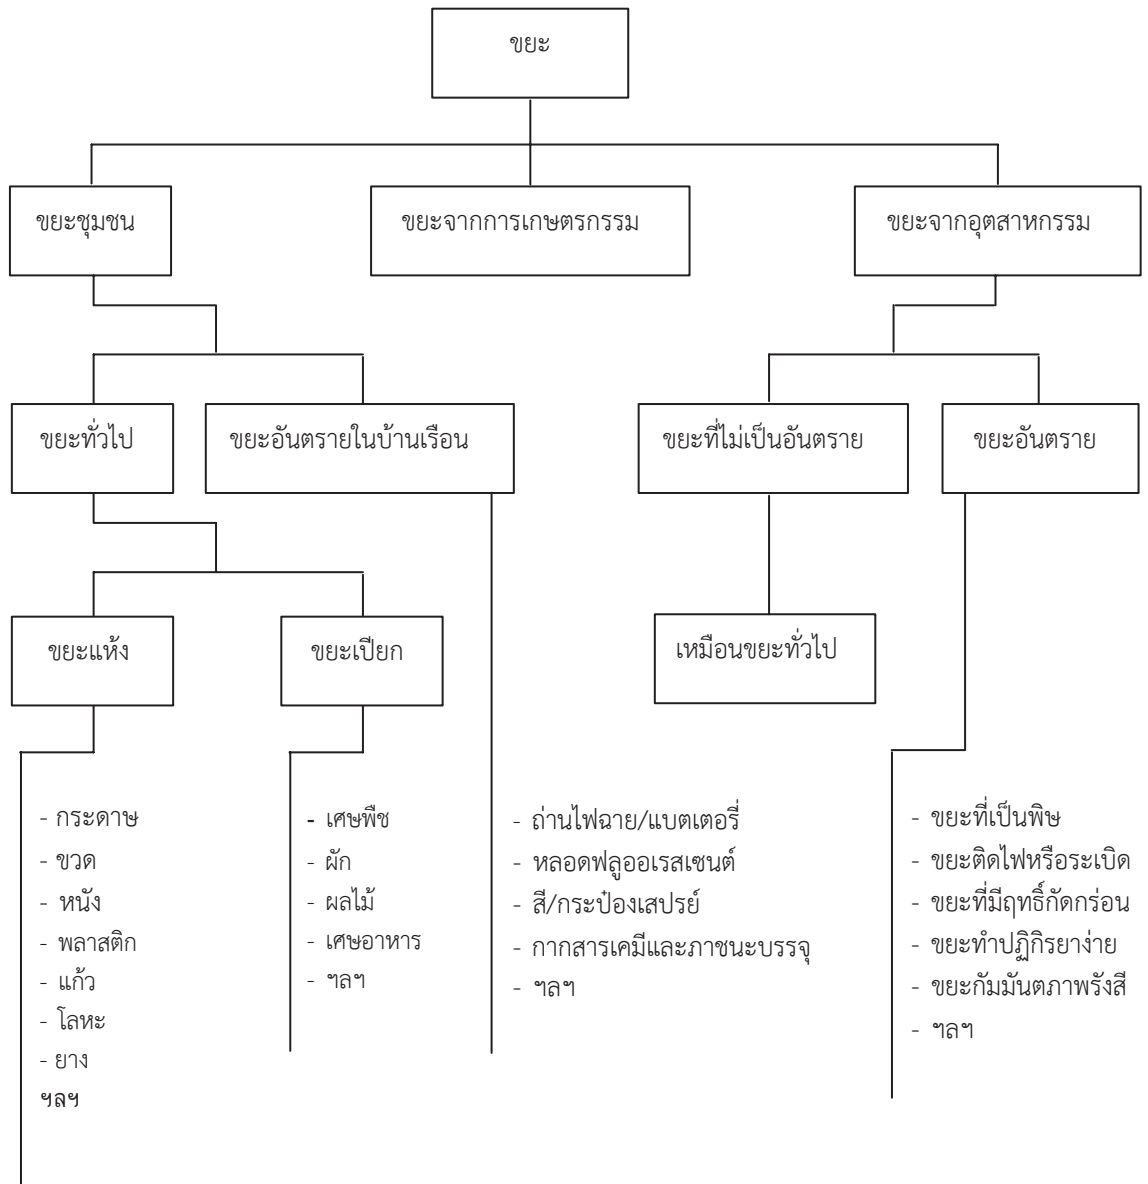 ขยะ
ขยะชุมชน
ขยะจากการเกษตรกรรม
ขยะจากอุตสาหกรรม
ขยะทั่วไป
ขยะอันตรายในบ้านเรือน
ขยะที่ไม่เป็นอันตราย
ขยะอันตราย
ขยะแห้ง
ขยะเปียก
เหมือนขยะทั่วไป
- กระดาษ
- ขวด
- หนัง
- พลาสติก
- แก้ว
- โลหะ
- ยาง
ฯลฯ
- เศษพืช
- ผัก
- ผลไม้
- เศษอาหาร
- ฯลฯ
- ถ่านไฟฉาย/แบตเตอรี่
- หลอดฟลูออเรสเซนต์
- สี/กระป๋องเสปรย์
- กากสารเคมีและภาชนะบรรจุ
- ฯลฯ
- ขยะที่เป็นพิษ
- ขยะติดไฟหรือระเบิด
- ขยะที่มีฤทธิ์กัดกร่อน
- ขยะทำปฏิกิรยาง่าย
- ขยะกัมมันตภาพรังสี
- ฯลฯ